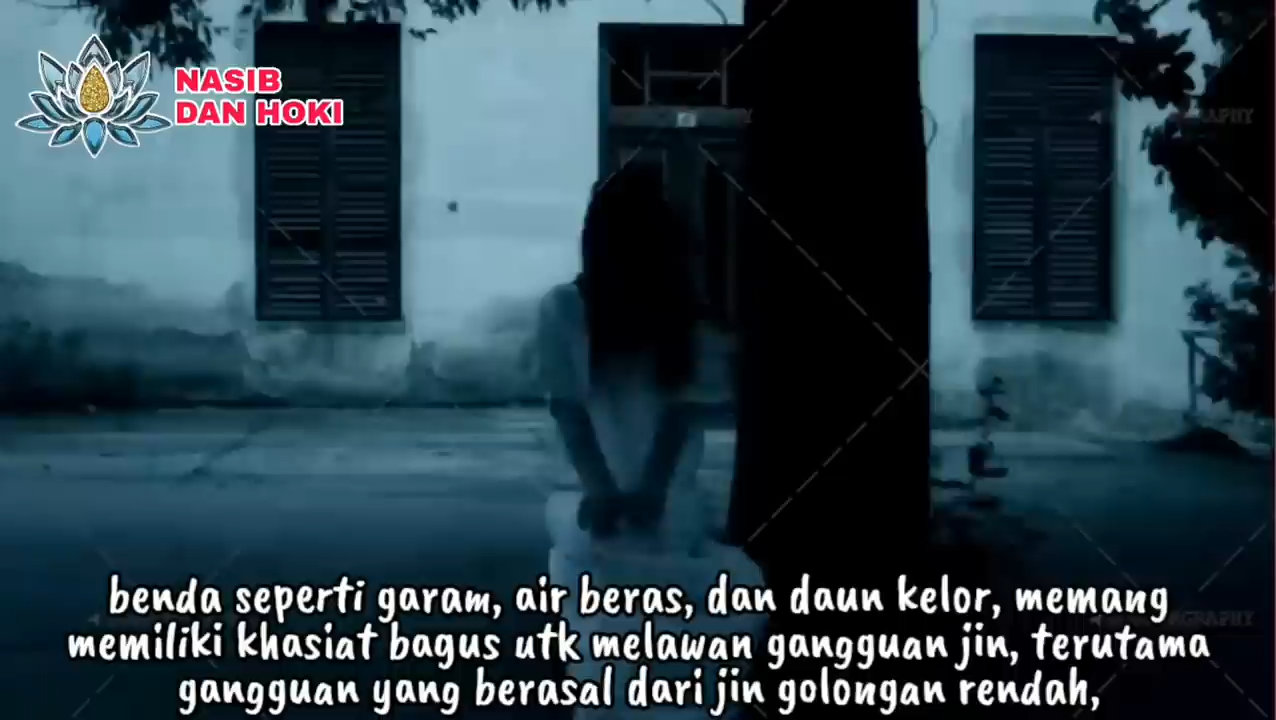 NASIB
DAN HOKI
benda seperti garam, air beras, dan daun kelor, memang
memiliki khasiat bagus utk melawan gangguan jin, terutama
gangguan yang berasal dari jin golongan rendah,